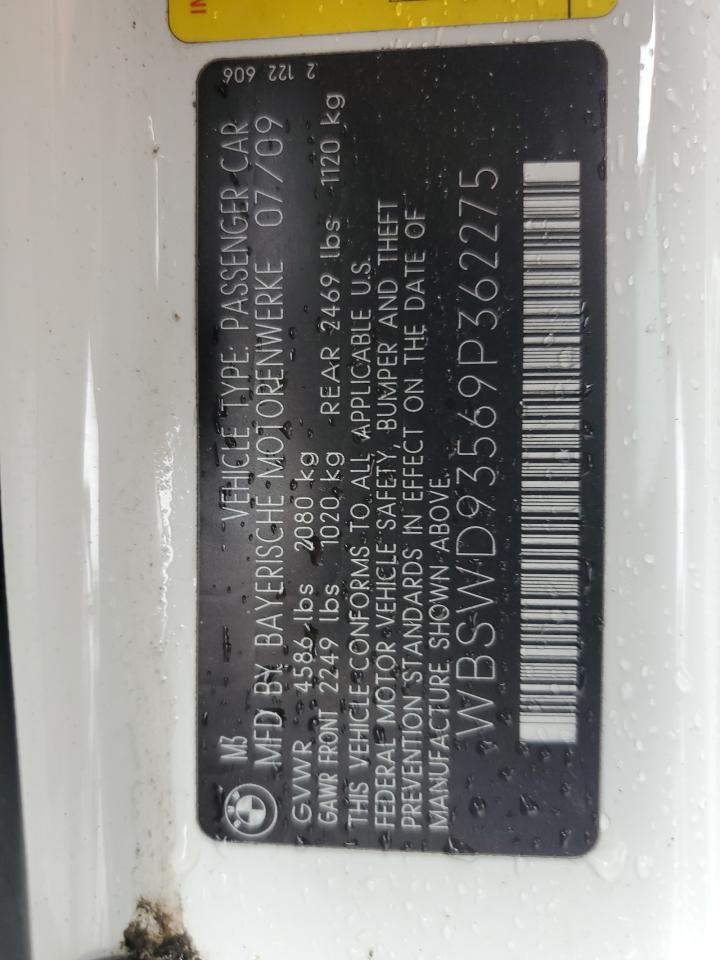 M3 VEHICLE TYPE: PASSENGER CAR 2 122 606
MFD BY BAYERISCHE MOTORENWERKE 07/09
GVWR 4586 lbs 2080 kg
GAWR FRONT 2249 lbs 1020 kg REAR 2469 lbs 1120 kg
THIS VEHICLE CONFORMS TO ALL APPLICABLE U.S.
FEDERAL MOTOR VEHICLE SAFETY, BUMPER AND THEFT
PREVENTION STANDARDS IN EFFECT ON THE DATE OF
MANUFACTURE SHOWN ABOVE.
WBSWD93569P362275